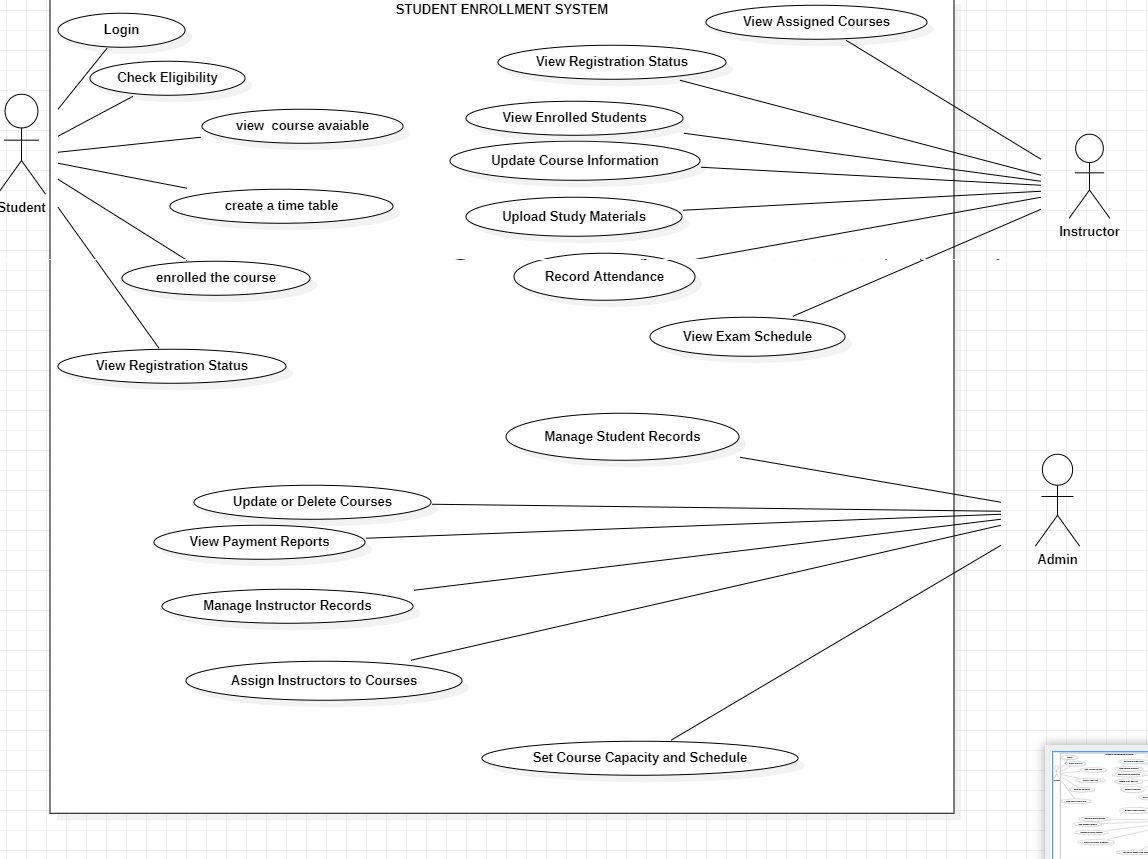 STUDENT ENROLLMENT SYSTEM
Login
Check Eligibility
view  course avaiable
create a time table
enrolled the course
View Registration Status
Student
View Assigned Courses
View Registration Status
View Enrolled Students
Update Course Information
Upload Study Materials
Record Attendance
View Exam Schedule
Instructor
Manage Student Records
Update or Delete Courses
View Payment Reports
Manage Instructor Records
Assign Instructors to Courses
Set Course Capacity and Schedule
Admin